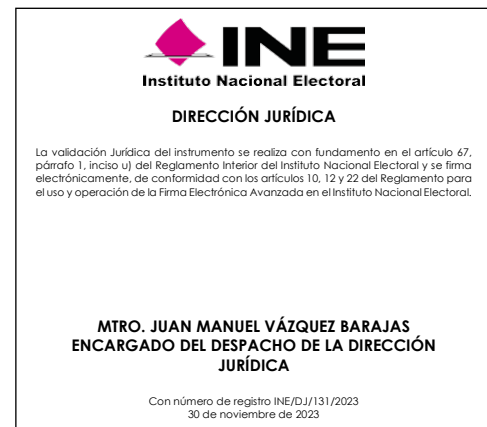 INE
Instituto Nacional Electoral
DIRECCIÓN JURÍDICA
La validación Jurídica del instrumento se realiza con fundamento en el artículo 67,
párrafo 1, inciso u) del Reglamento Interior del Instituto Nacional Electoral y se firma
electrónicamente, de conformidad con los artículos 10, 12 y 22 del Reglamento para
el uso y operación de la Firma Electrónica Avanzada en el Instituto Nacional Electoral.
MTRO. JUAN MANUEL VÁZQUEZ BARAJAS
ENCARGADO DEL DESPACHO DE LA DIRECCIÓN
JURÍDICA
Con número de registro INE/DJ/131/2023
30 de noviembre de 2023